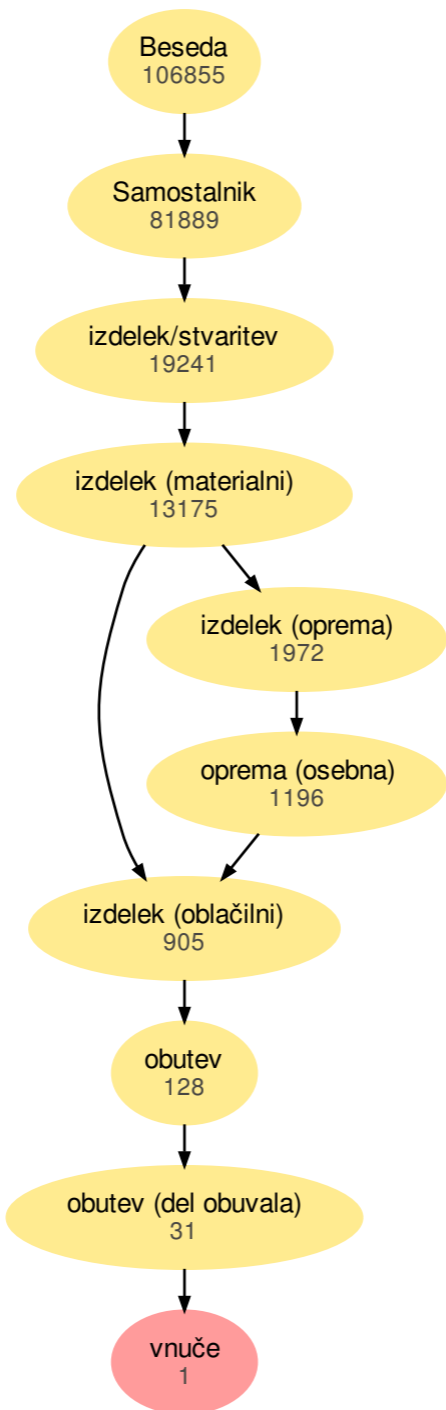 Beseda
106855
Samostalnik
81889
izdelek/stvaritev
19241
izdelek (materialni)
13175
izdelek (oprema)
1972
oprema (osebna)
1196
izdelek (oblačilni)
905
obutev
128
obutev (del obuvala)
31
vnuče
1